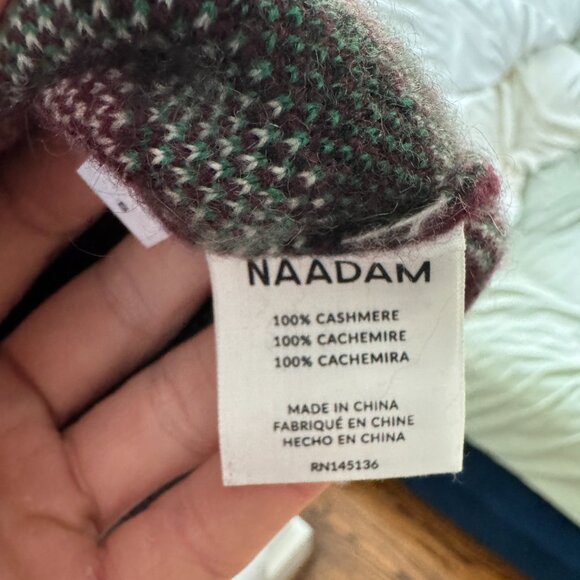 NAADAM
100% CASHMERE
100% CACHEMIRE
100% CACHEMIRA
MADE IN CHINA
FABRIQUÉ EN CHINE
HECHO EN CHINA
RN145136